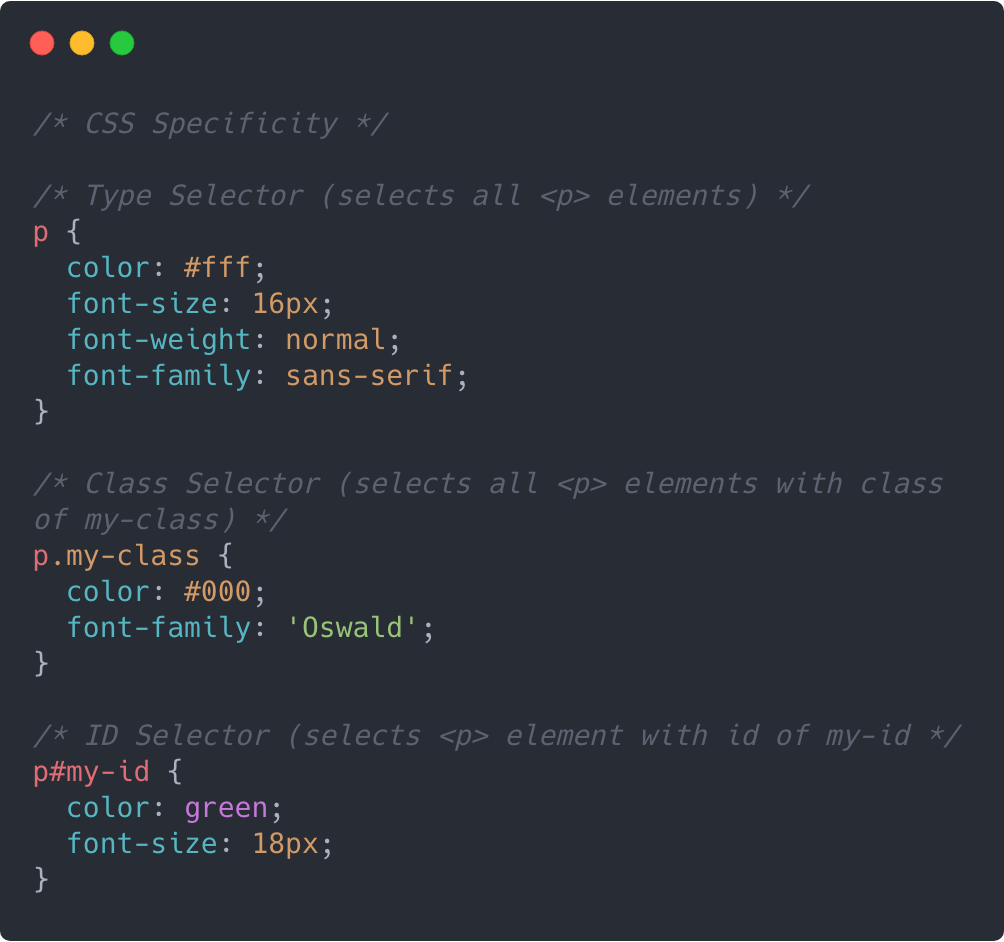 /* CSS Specificity */
/* Type Selector (selects all <p> elements) */
p {
  color: #fff;
  font-size: 16px;
  font-weight: normal;
  font-family: sans-serif;
}
/* Class Selector (selects all <p> elements with class
of my-class) */
p.my-class {
  color: #000;
  font-family: 'Oswald';
}
/* ID Selector (selects <p> element with id of my-id */
p#my-id {
  color: green;
  font-size: 18px;
}